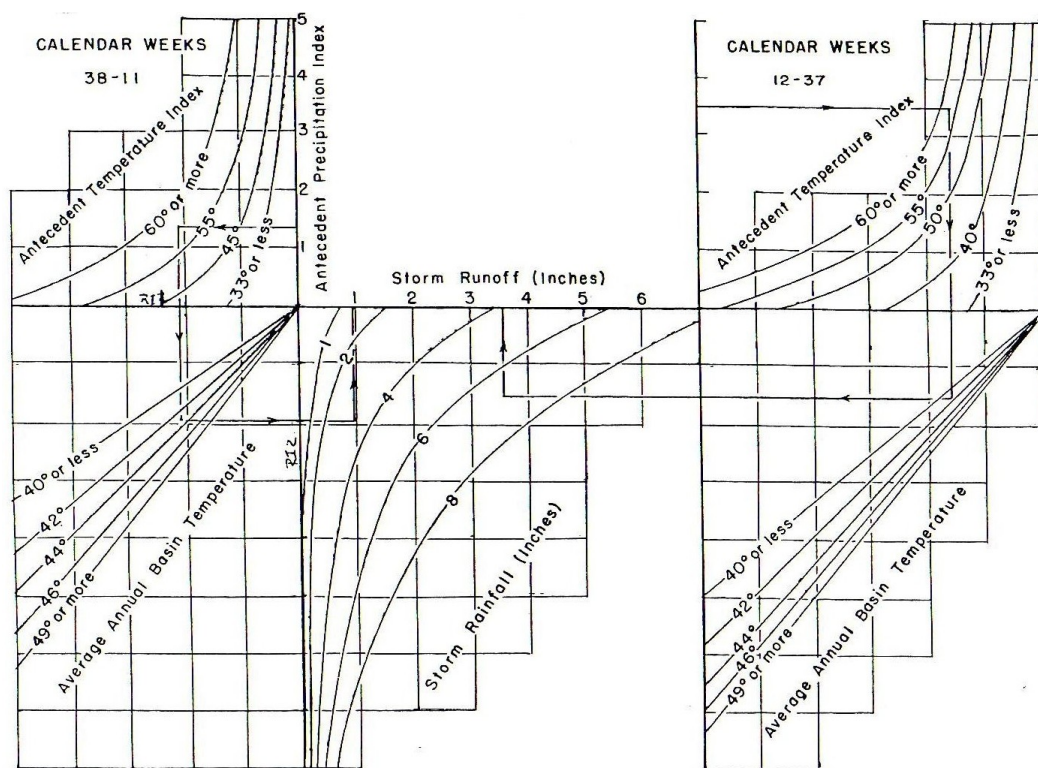 CALENDAR WEEKS
38-11
Antecedent Temperature Index
60° or more
55°
45°
33° or less
5
4
3
2
1
Antecedent Precipitation Index
CALENDAR WEEKS
12-37
Antecedent Temperature Index
60° or more
55°
50°
40°
33° or less
Storm Runoff (Inches)
1
2
3
4
5
6
RI1
RI2
1
2
4
6
8
Storm Rainfall (Inches)
40° or less
42°
44°
46°
49° or more
Average Annual Basin Temperature
40° or less
42°
44°
46°
49° or more
Average Annual Basin Temperature